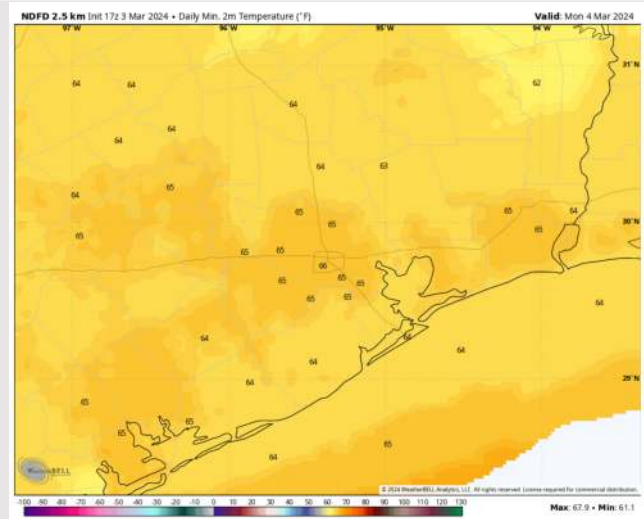 NDFD 2.5 km Init 17z 3 Mar 2024 • Daily Min. 2m Temperature (°F) Valid: Mon 4 Mar 2024
97°W 96°W 95°W 94°W
31°N
64 64 62
64
64
64
64 63
65
64
65 65 64
65
65
65
65 65
66
65
65 65
65 65
64
64
64
64
64
29°N
64
65
65
65
65
64
30°N
WeatherBELL
© 2024 WeatherBELL Analytics, LLC. All rights reserved. License required for commercial distribution.
-100 -90 -80 -70 -60 -50 -40 -30 -20 -10 0 10 20 30 40 50 60 70 80 90 100 110 120 130
Max: 67.9 • Min: 61.1